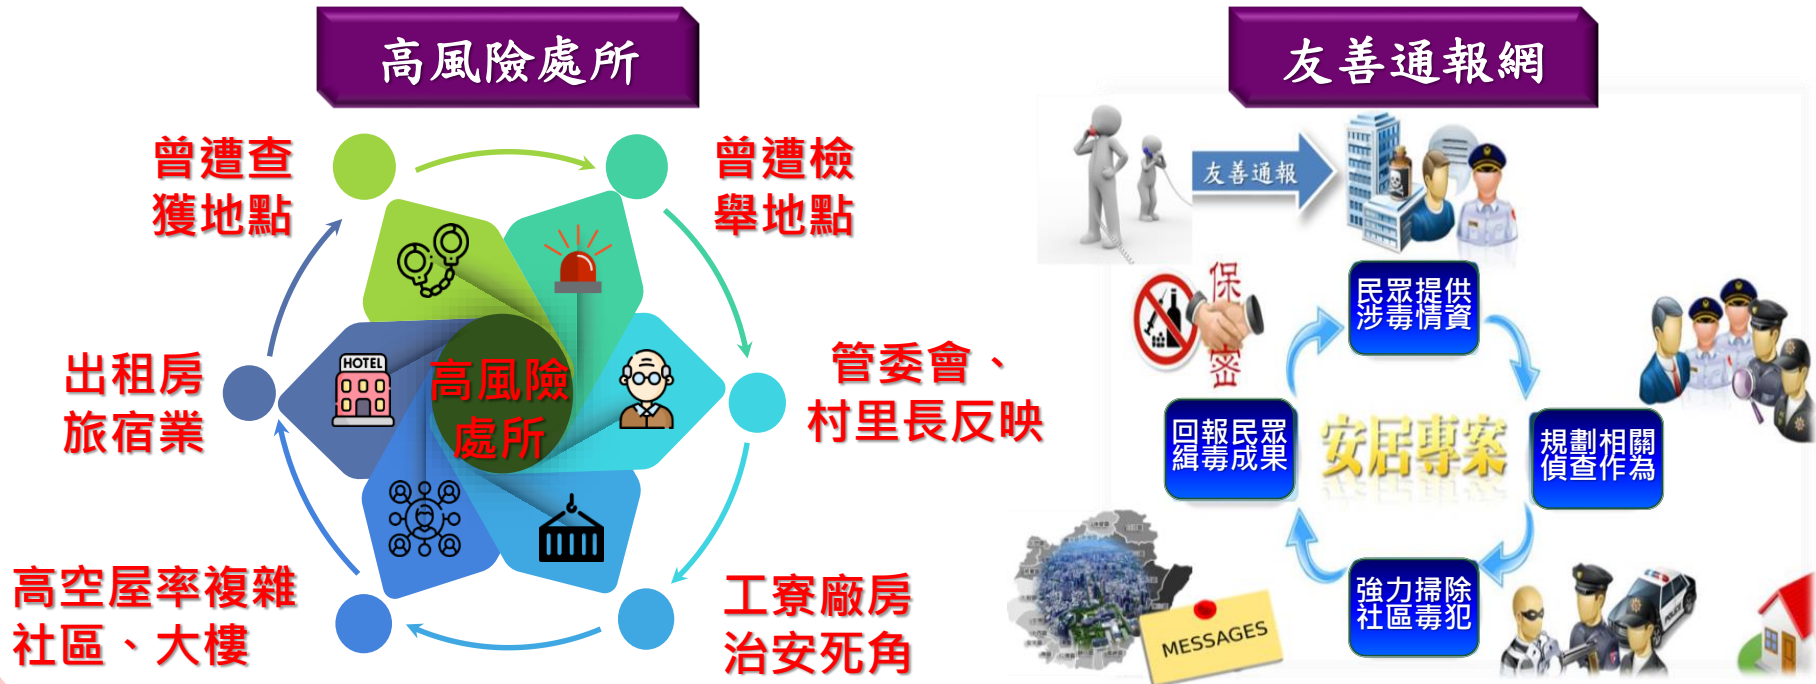 高風險處所
曾遭查
獲地點
曾遭檢
舉地點
管委會、
村里長反映
工寮廠房
治安死角
高空屋率複雜
社區、大樓
出租房
旅宿業
HOTEL
高風險
處所
友善通報網
友善通報
保
密
民眾提供
涉毒情資
規劃相關
偵查作為
強力掃除
社區毒犯
回報民眾
緝毒成果
安居專案
MESSAGES